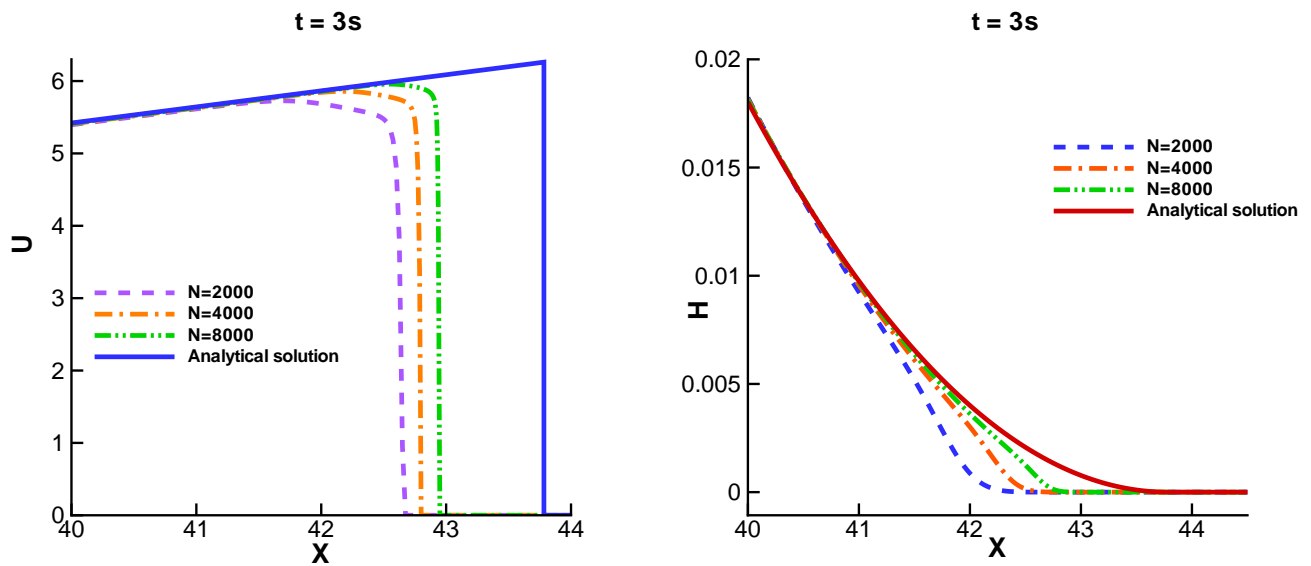 t = 3s
U
6
5
4
3
2
1
0
N=2000
N=4000
N=8000
Analytical solution
40 41 42 43 44
X
t = 3s
H
0.02
0.015
0.01
0.005
0
N=2000
N=4000
N=8000
Analytical solution
40 41 42 43 44
X